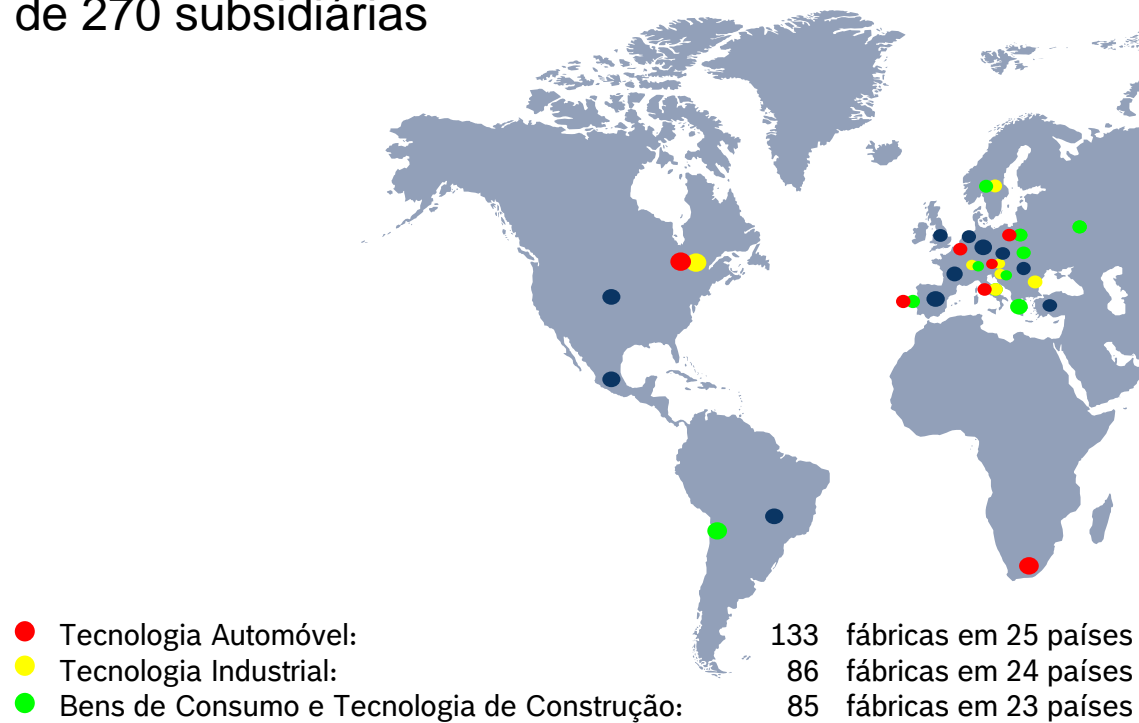 de 270 subsidiárias
Tecnologia Automóvel: 133 fábricas em 25 países
Tecnologia Industrial: 86 fábricas em 24 países
Bens de Consumo e Tecnologia de Construção: 85 fábricas em 23 países